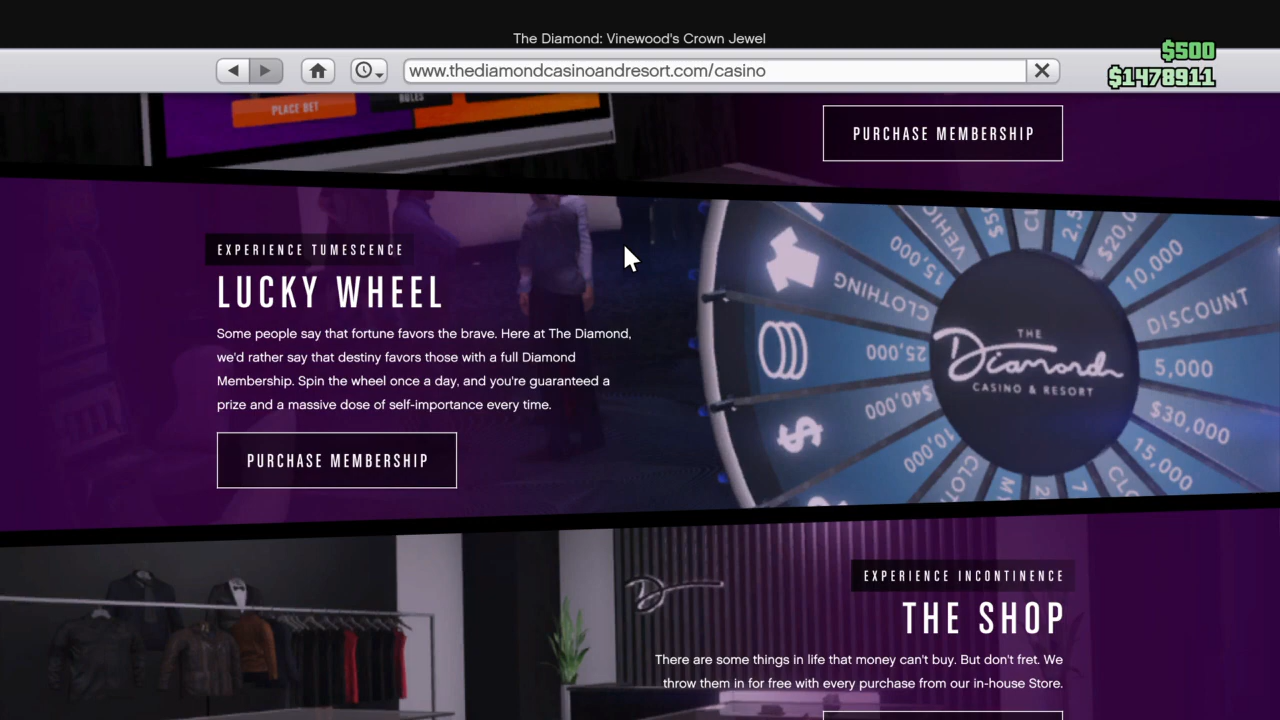 The Diamond: Vinewood's Crown Jewel
www.thediamondcasinoandresort.com/casino
$500
$1478911
PLACE BET
RULES
PURCHASE MEMBERSHIP
EXPERIENCE TUMESCENCE
LUCKY WHEEL
Some people say that fortune favors the brave. Here at The Diamond,
we'd rather say that destiny favors those with a full Diamond
Membership. Spin the wheel once a day, and you're guaranteed a
prize and a massive dose of self-importance every time.
PURCHASE MEMBERSHIP
CLOTHING
15,000
VEHICLE
$20,000
10,000
DISCOUNT
5,000
$30,000
15,000
10,000
$40,000
25,000
THE
Diamond
CASINO & RESORT
EXPERIENCE INCONTINENCE
THE SHOP
There are some things in life that money can't buy. But don't fret. We
throw them in for free with every purchase from our in-house Store.